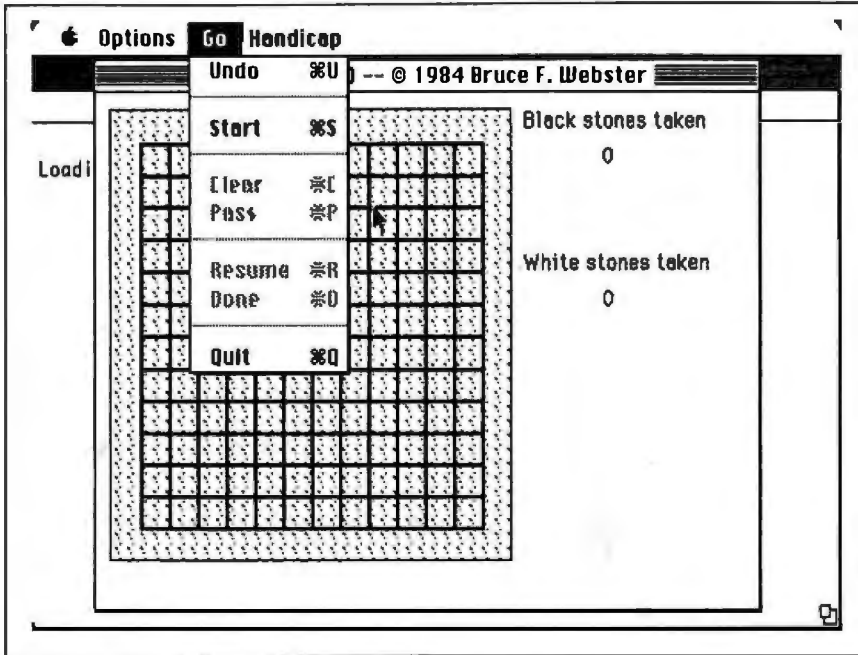 Options Go Handicap
-- © 1984 Bruce F. Webster
Undo ⌘U
Start ⌘S
Clear ⌘C
Pass ⌘P
Resume ⌘R
Done ⌘D
Quit ⌘Q
Loadi
Black stones taken
0
White stones taken
0